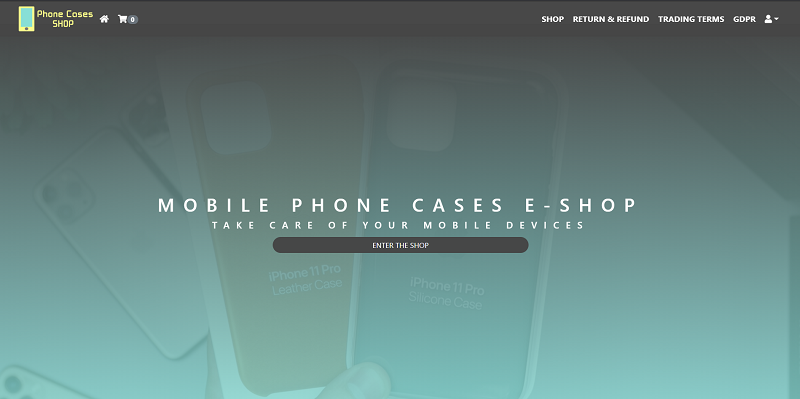 Phone Cases
SHOP
0
SHOP
RETURN & REFUND
TRADING TERMS
GDPR
MOBILE PHONE CASES E-SHOP
TAKE CARE OF YOUR MOBILE DEVICES
ENTER THE SHOP
iPhone 11 Pro
Leather Case
iPhone 11 Pro
Silicone Case